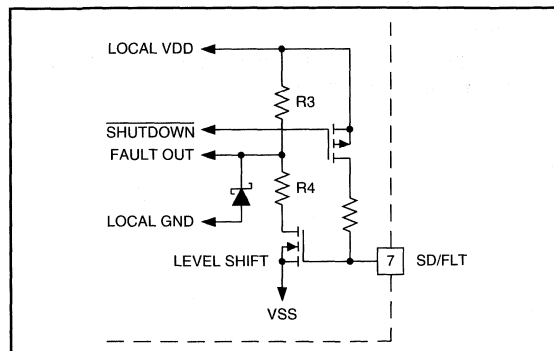 LOCAL VDD
R3
SHUTDOWN
FAULT OUT
R4
LOCAL GND
LEVEL SHIFT
7
SD/FLT
VSS